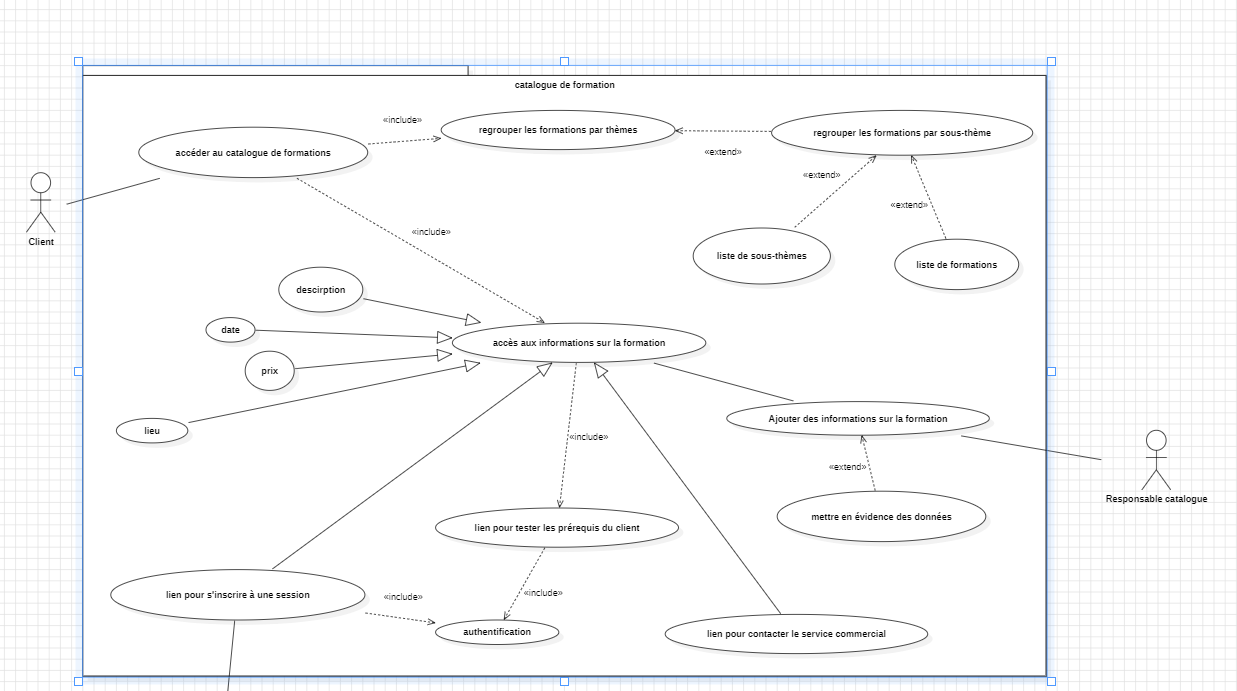 catalogue de formation
«include»
regrouper les formations par thèmes
regrouper les formations par sous-thème
accéder au catalogue de formations
«extend»
«extend»
«extend»
Client
«include»
liste de sous-thèmes
liste de formations
descirption
date
accès aux informations sur la formation
prix
lieu
Ajouter des informations sur la formation
«include»
«extend»
Responsable catalogue
mettre en évidence des données
lien pour tester les prérequis du client
lien pour s'inscrire à une session
«include»
«include»
authentification
lien pour contacter le service commercial